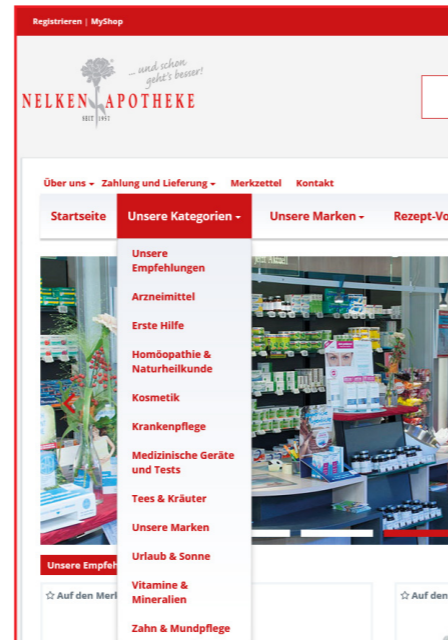 Registrieren | MyShop
... und schon
geht's besser!
NELKEN APOTHEKE
SEIT 1951
Über uns Zahlung und Lieferung Merkzettel Kontakt
Startseite Unsere Kategorien Unsere Marken Rezept-Vo
Unsere
Empfehlungen
Arzneimittel
Erste Hilfe
Homöopathie &
Naturheilkunde
Kosmetik
Krankenpflege
Medizinische Geräte
und Tests
Tees & Kräuter
Unsere Marken
Urlaub & Sonne
Unsere Empfeh
Vitamine &
Mineralien
Auf den Merk
Auf den
Zahn & Mundpflege